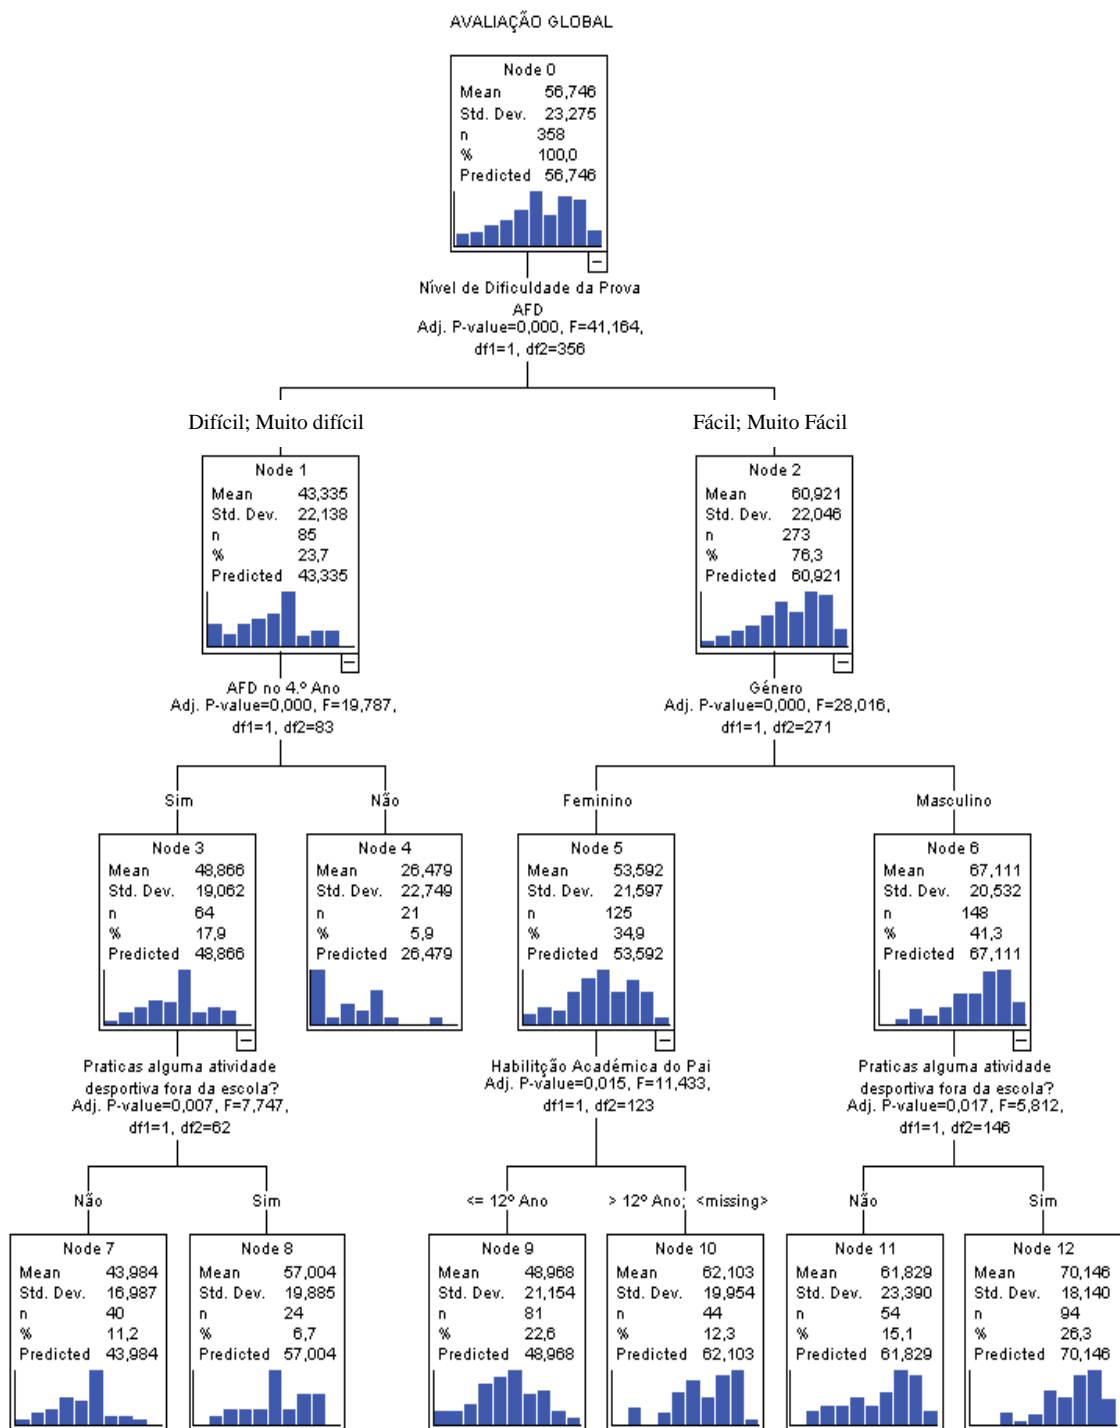 AVALIAÇÃO GLOBAL
Node 0
Mean 56,746
Std. Dev. 23,275
n 358
% 100,0
Predicted 56,746
Nível de Dificuldade da Prova
AFD
Adj. P-value=0,000, F=41,164,
df1=1, df2=356
Difícil; Muito difícil
Fácil; Muito Fácil
Node 1
Mean 43,335
Std. Dev. 22,138
n 85
% 23,7
Predicted 43,335
Node 2
Mean 60,921
Std. Dev. 22,046
n 273
% 76,3
Predicted 60,921
AFD no 4.º Ano
Adj. P-value=0,000, F=19,787,
df1=1, df2=83
Género
Adj. P-value=0,000, F=28,016,
df1=1, df2=271
Sim
Não
Feminino
Masculino
Node 3
Mean 48,866
Std. Dev. 19,062
n 64
% 17,9
Predicted 48,866
Node 4
Mean 26,479
Std. Dev. 22,749
n 21
% 5,9
Predicted 26,479
Node 5
Mean 53,592
Std. Dev. 21,597
n 125
% 34,9
Predicted 53,592
Node 6
Mean 67,111
Std. Dev. 20,532
n 148
% 41,3
Predicted 67,111
Praticas alguma atividade
desportiva fora da escola?
Adj. P-value=0,007, F=7,747,
df1=1, df2=62
Habilitção Académica do Pai
Adj. P-value=0,015, F=11,433,
df1=1, df2=123
Praticas alguma atividade
desportiva fora da escola?
Adj. P-value=0,017, F=5,812,
df1=1, df2=146
Não
Sim
<= 12º Ano
> 12º Ano; <missing>
Não
Sim
Node 7
Mean 43,984
Std. Dev. 16,987
n 40
% 11,2
Predicted 43,984
Node 8
Mean 57,004
Std. Dev. 19,885
n 24
% 6,7
Predicted 57,004
Node 9
Mean 48,968
Std. Dev. 21,154
n 81
% 22,6
Predicted 48,968
Node 10
Mean 62,103
Std. Dev. 19,954
n 44
% 12,3
Predicted 62,103
Node 11
Mean 61,829
Std. Dev. 23,390
n 54
% 15,1
Predicted 61,829
Node 12
Mean 70,146
Std. Dev. 18,140
n 94
% 26,3
Predicted 70,146